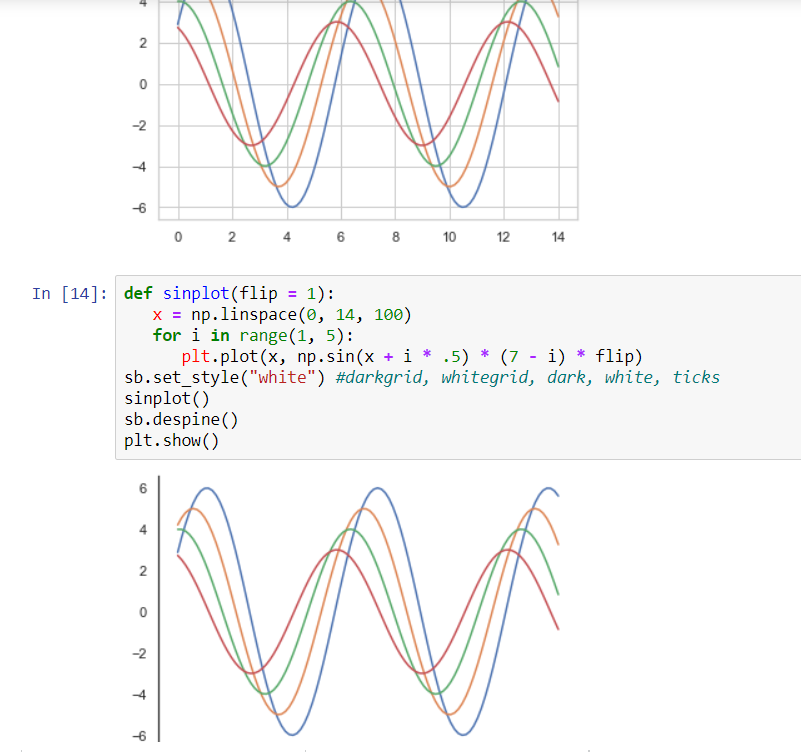 4
2
0
-2
-4
-6
0 2 4 6 8 10 12 14
In [14]: def sinplot(flip = 1):
x = np.linspace(0, 14, 100)
for i in range(1, 5):
plt.plot(x, np.sin(x + i * .5) * (7 - i) * flip)
sb.set_style("white") #darkgrid, whitegrid, dark, white, ticks
sinplot()
sb.despine()
plt.show()
6
4
2
0
-2
-4
-6